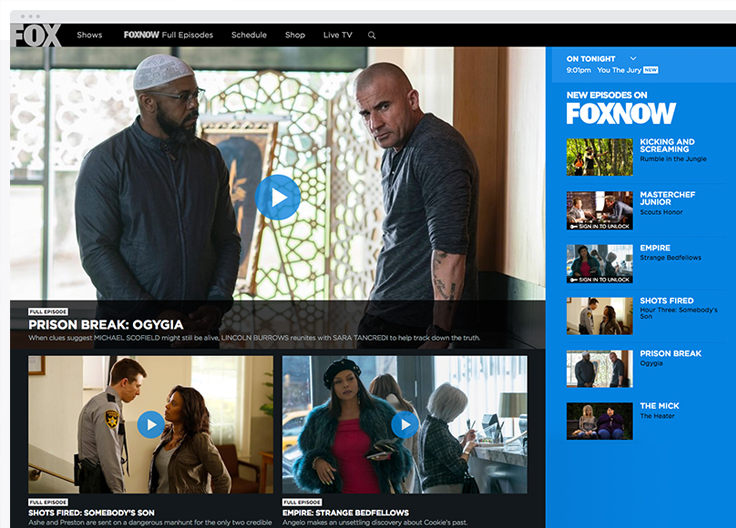 FOX
Shows
FOXNOW Full Episodes
Schedule
Shop
Live TV
FULL EPISODE
PRISON BREAK: OGYGIA
When clues suggest MICHAEL SCOFIELD might still be alive, LINCOLN BURROWS reunites with SARA TANCREDI to help track down the truth.
FULL EPISODE
SHOTS FIRED: SOMEBODY'S SON
Ashe and Preston are sent on a dangerous manhunt for the only two credible
FULL EPISODE
EMPIRE: STRANGE BEDFELLOWS
Angelo makes an unsettling discovery about Cookie's past.
ON TONIGHT
9:01pm You The Jury NEW
NEW EPISODES ON
FOXNOW
KICKING AND
SCREAMING
Rumble in the Jungle
MASTERCHEF
JUNIOR
Scouts Honor
SIGN IN TO UNLOCK
EMPIRE
Strange Bedfellows
SIGN IN TO UNLOCK
SHOTS FIRED
Hour Three: Somebody's
Son
PRISON BREAK
Ogygia
THE MICK
The Heater